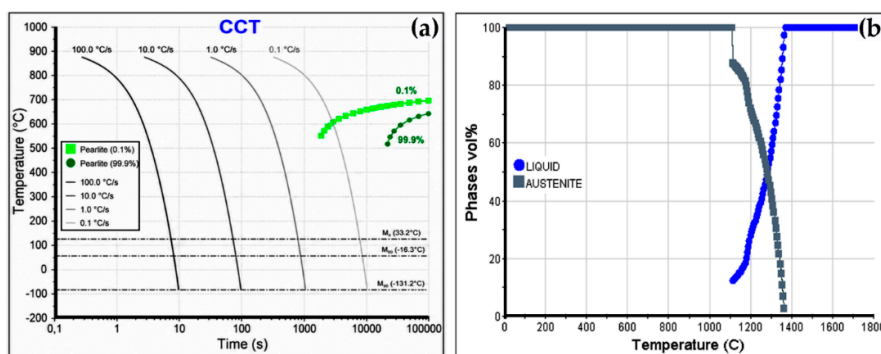 CCT
(a)
1000
900
800
700
600
500
400
300
200
100
0
-100
-200
Temperature (°C)
100.0 °C/s
10.0 °C/s
1.0 °C/s
0.1 °C/s
0.1%
99.9%
Pearlite (0.1%)
Pearlite (99.9%)
100.0 °C/s
10.0 °C/s
1.0 °C/s
0.1 °C/s
(33.2°C)
(-16.3°C)
(-131.2°C)
0,1
1
10
100
1000
10000
100000
Time (s)
(b)
100
80
60
40
20
0
Phases vol%
LIQUID
AUSTENITE
0
200
400
600
800
1000
1200
1400
1600
1800
Temperature (C)